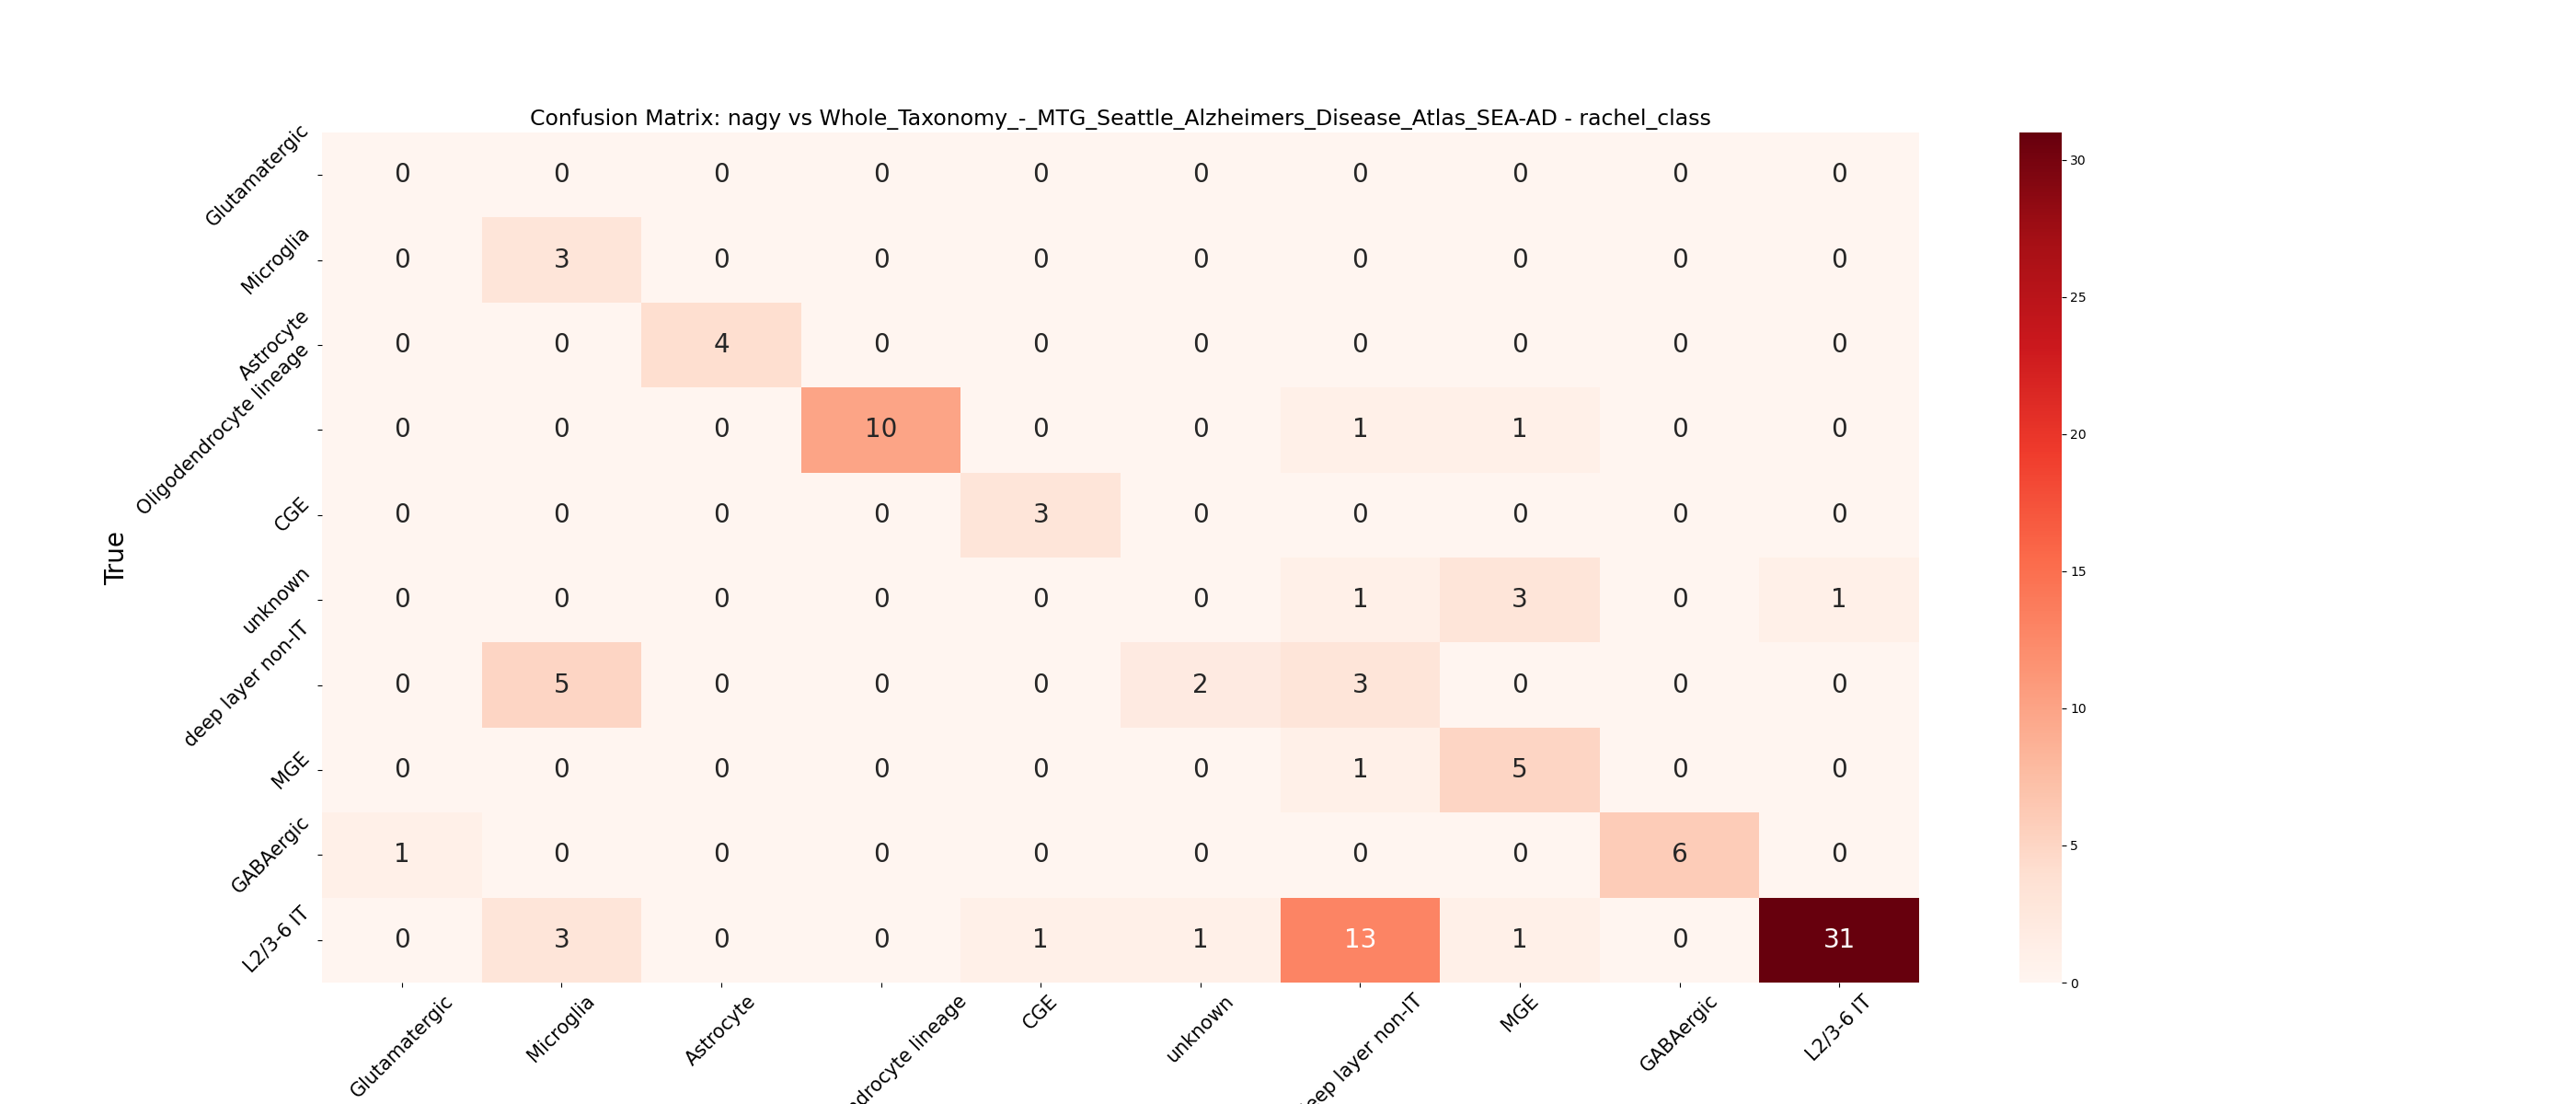 Confusion Matrix: nagy vs Whole_Taxonomy_-_MTG_Seattle_Alzheimers_Disease_Atlas_SEA-AD - rachel_class
True
Glutamatergic 0 0 0 0 0 0 0 0 0 0
Microglia 0 3 0 0 0 0 0 0 0 0
Astrocyte 0 0 4 0 0 0 0 0 0 0
Oligodendrocyte lineage 0 0 0 10 0 0 1 1 0 0
CGE 0 0 0 0 3 0 0 0 0 0
unknown 0 0 0 0 0 0 1 3 0 1
deep layer non-IT 0 5 0 0 0 2 3 0 0 0
MGE 0 0 0 0 0 0 1 5 0 0
GABAergic 1 0 0 0 0 0 0 0 6 0
L2/3-6 IT 0 3 0 0 1 1 13 1 0 31
Glutamatergic
Microglia
Astrocyte
lineage
CGE
unknown
layer non-IT
MGE
GABAergic
L2/3-6 IT
30
25
20
15
10
5
0